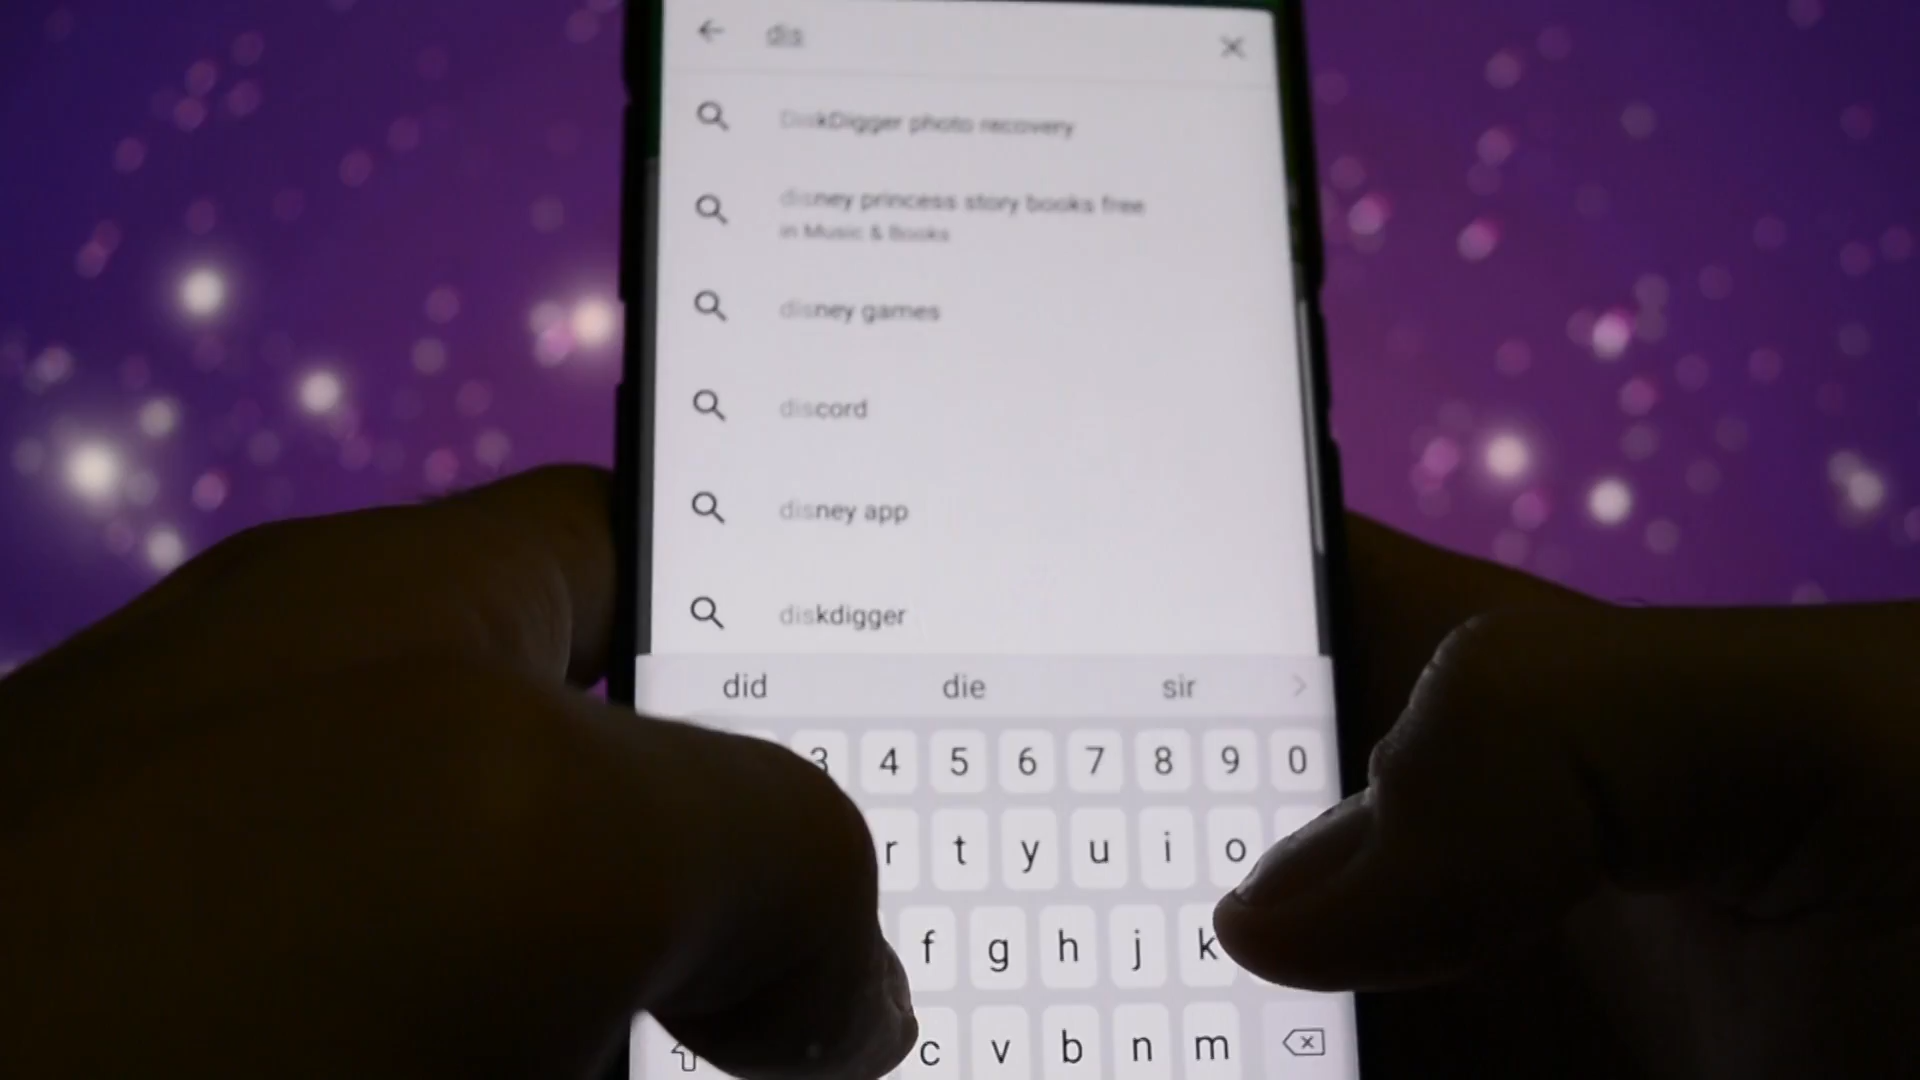 dis
DiskDigger photo recovery
disney princess story books free
in Music & Books
disney games
discord
disney app
diskdigger
did die sir
3 4 5 6 7 8 9 0
r t y u i o
f g h j k
c v b n m